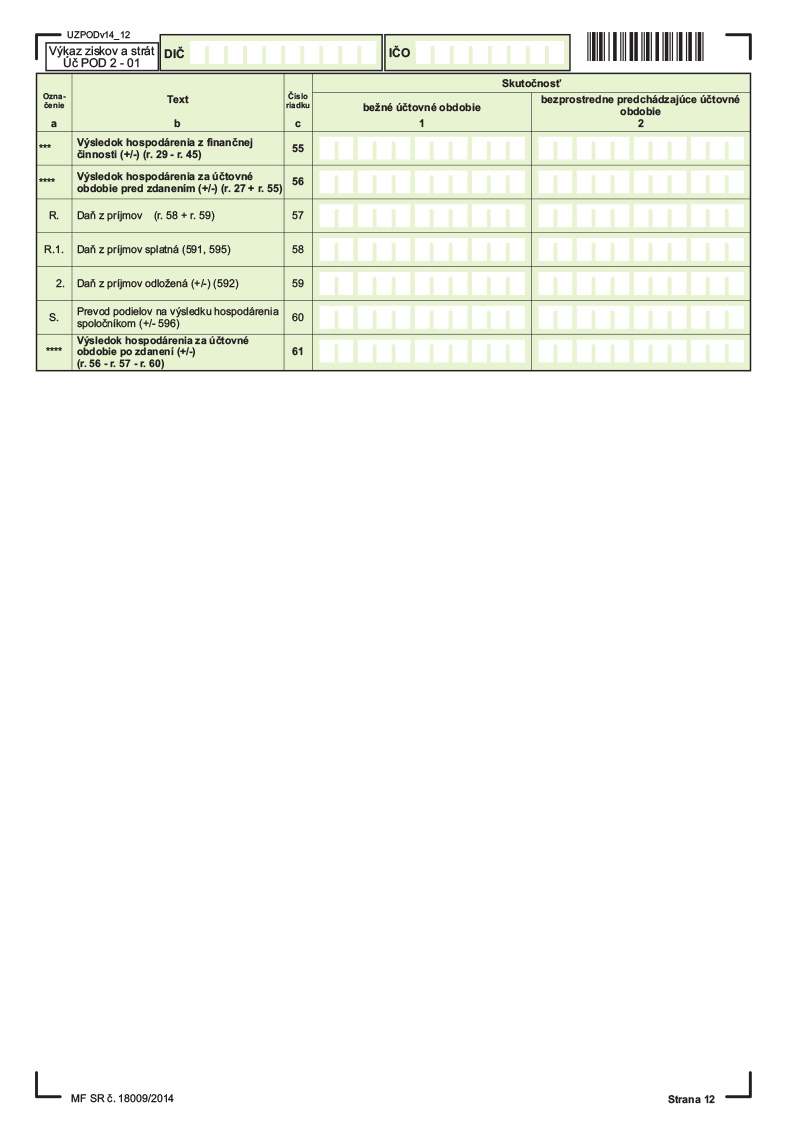 UZPODv14_12
Výkaz ziskov a strát
Úč POD 2 - 01
DIČ
IČO
Ozna-
čenie
Text
Číslo
riadku
Skutočnosť
bežné účtovné obdobie
bezprostredne predchádzajúce účtovné
obdobie
a
b
c
1
2
***
Výsledok hospodárenia z finančnej
činnosti (+/-) (r. 29 - r. 45)
55
****
Výsledok hospodárenia za účtovné
obdobie pred zdanením (+/-) (r. 27 + r. 55)
56
R.
Daň z príjmov (r. 58 + r. 59)
57
R.1.
Daň z príjmov splatná (591, 595)
58
2.
Daň z príjmov odložená (+/-) (592)
59
S.
Prevod podielov na výsledku hospodárenia
spoločníkom (+/- 596)
60
****
Výsledok hospodárenia za účtovné
obdobie po zdanení (+/-)
(r. 56 - r. 57 - r. 60)
61
MF SR č. 18009/2014
Strana 12